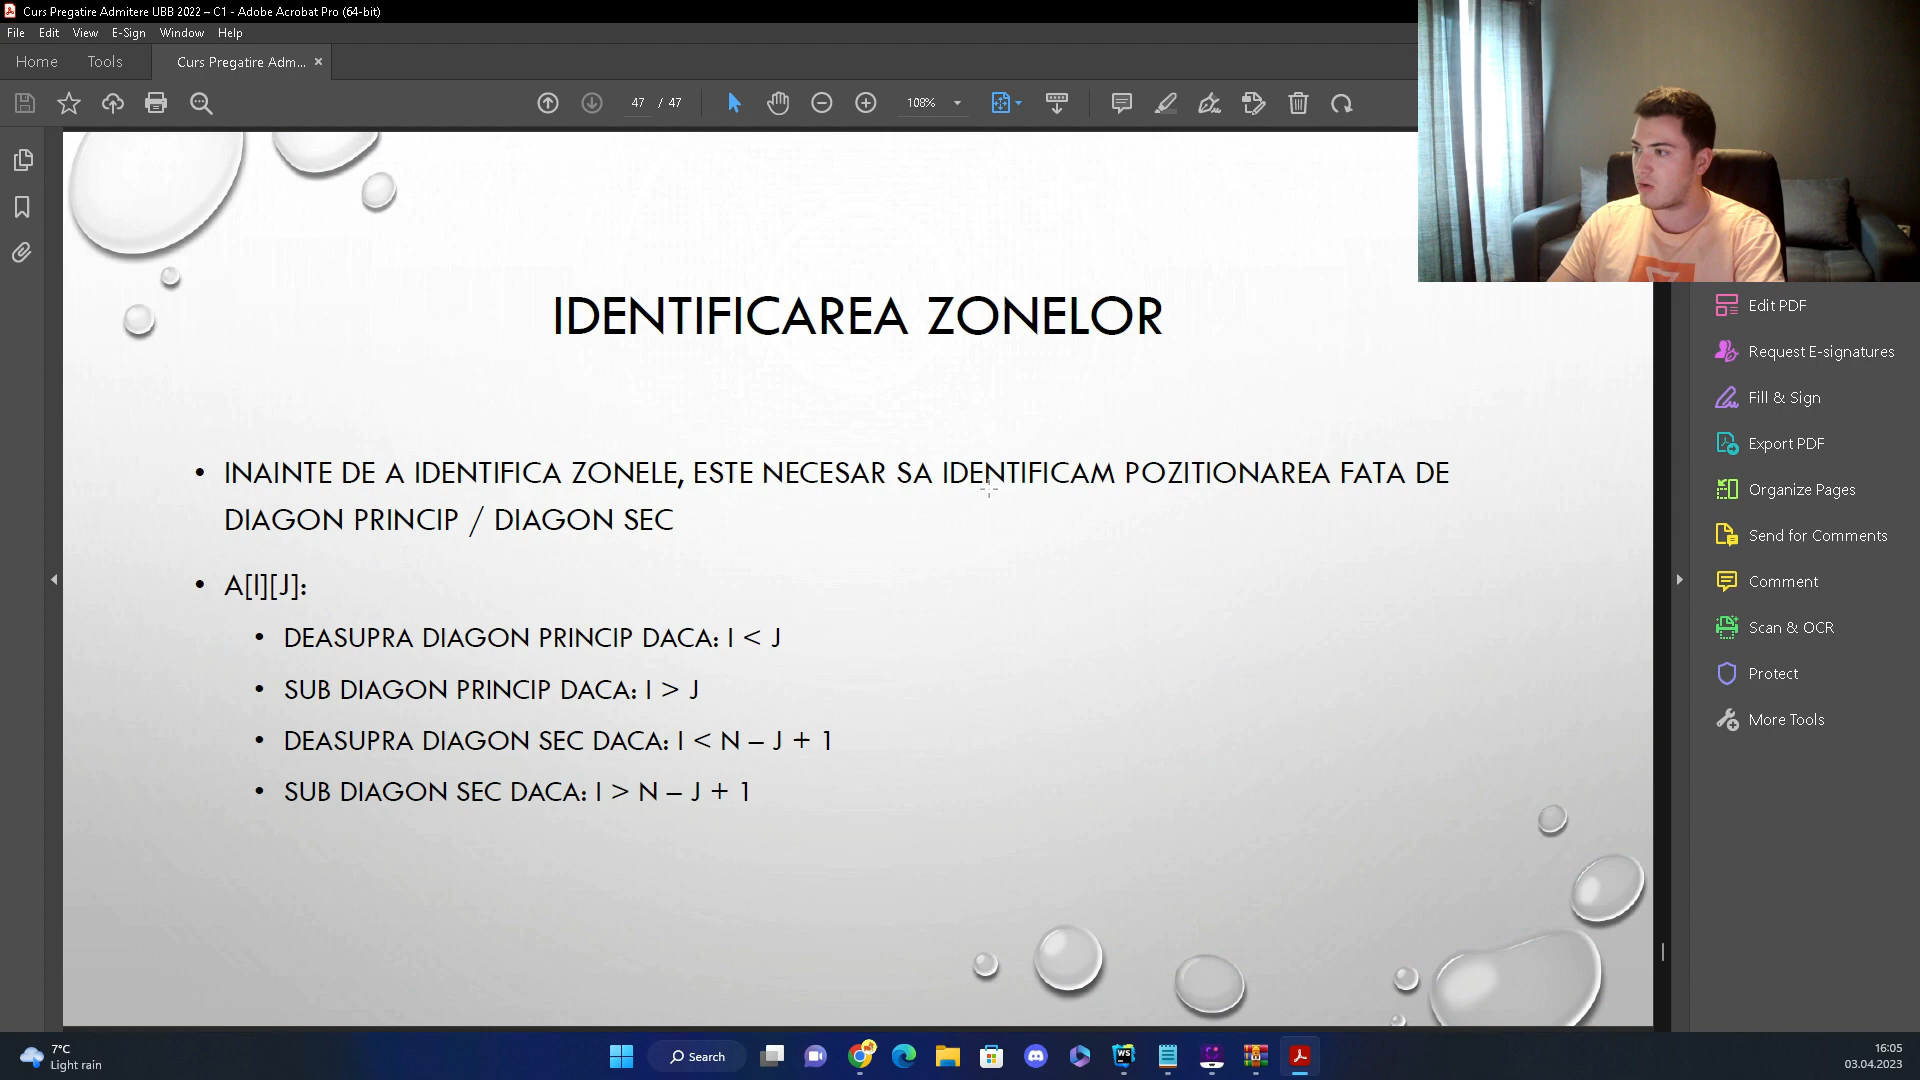 Curs Pregatire Admitere UBB 2022 – C1 - Adobe Acrobat Pro (64-bit)
File Edit View E-Sign Window Help
Home Tools Curs Pregatire Adm... ×
47 / 47 108%
IDENTIFICAREA ZONELOR
• INAINTE DE A IDENTIFICA ZONELE, ESTE NECESAR SA IDENTIFICAM POZITIONAREA FATA DE
DIAGON PRINCIP / DIAGON SEC
• A[I][J]:
• DEASUPRA DIAGON PRINCIP DACA: I < J
• SUB DIAGON PRINCIP DACA: I > J
• DEASUPRA DIAGON SEC DACA: I < N – J + 1
• SUB DIAGON SEC DACA: I > N – J + 1
Edit PDF
Request E-signatures
Fill & Sign
Export PDF
Organize Pages
Send for Comments
Comment
Scan & OCR
Protect
More Tools
7°C
Light rain
Search
WS
16:05
03.04.2023